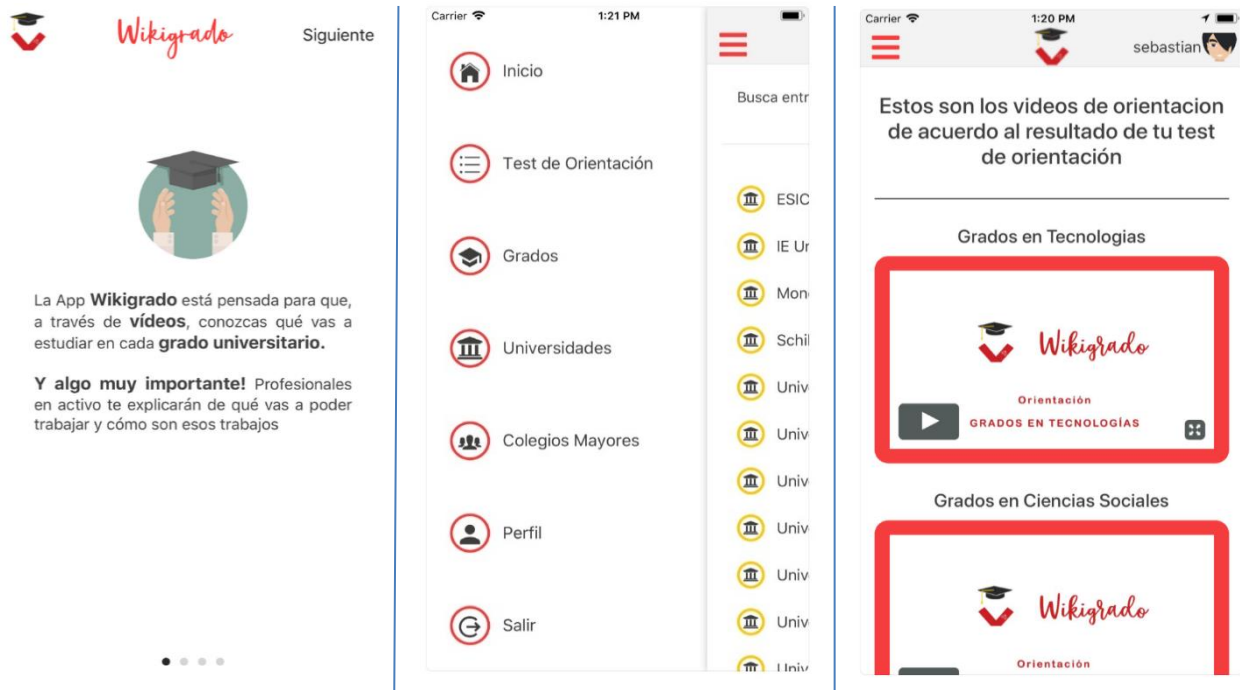 Wikigrado
Siguiente
La App Wikigrado está pensada para que,
a través de vídeos, conozcas qué vas a
estudiar en cada grado universitario.
Y algo muy importante! Profesionales
en activo te explicarán de qué vas a poder
trabajar y cómo son esos trabajos
Carrier
1:21 PM
Inicio
Test de Orientación
Grados
Universidades
Colegios Mayores
Perfil
Salir
Busca entr
ESIC
IE Un
Mon
Schil
Univ
Univ
Univ
Univ
Univ
Univ
Univ
Carrier
1:20 PM
sebastian
Estos son los videos de orientacion
de acuerdo al resultado de tu test
de orientación
Grados en Tecnologias
Wikigrado
Orientación
GRADOS EN TECNOLOGÍAS
Grados en Ciencias Sociales
Wikigrado
Orientación